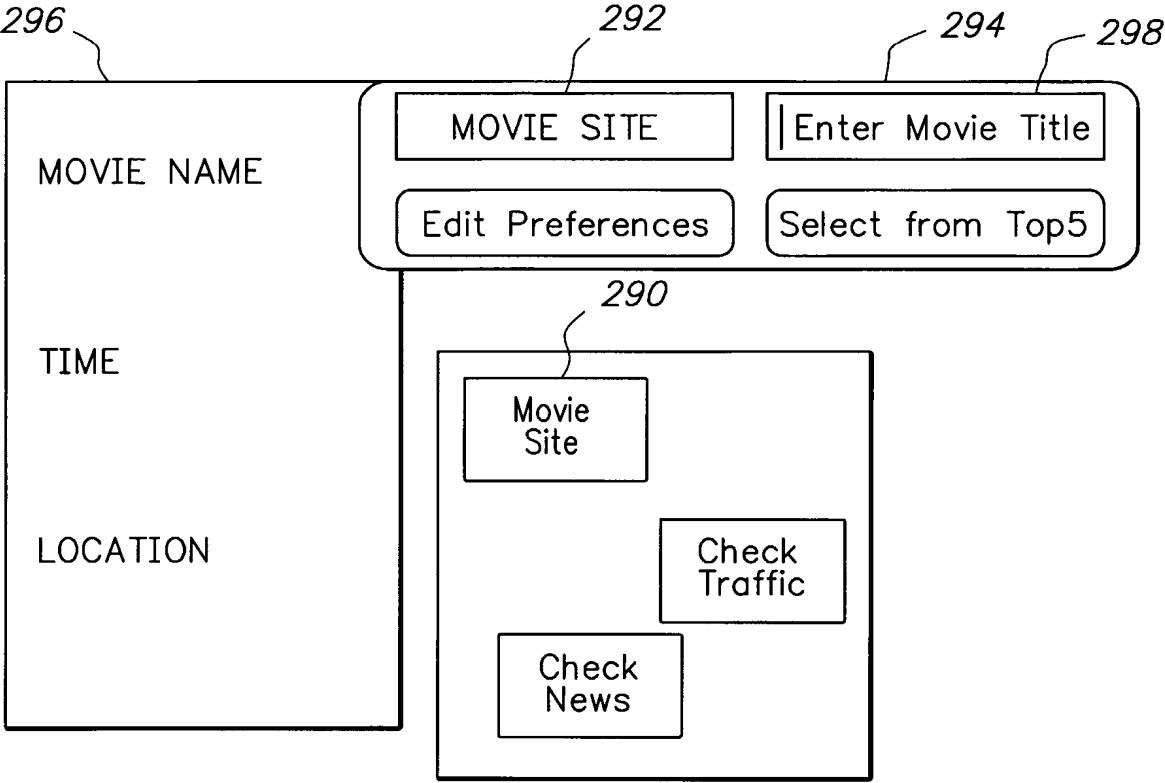 296
292
294
298
MOVIE SITE
Enter Movie Title
MOVIE NAME
Edit Preferences
Select from Top5
290
TIME
Movie
Site
LOCATION
Check
Traffic
Check
News